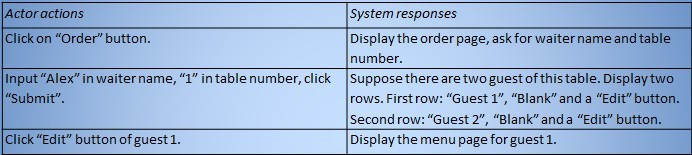 Actor actions
System responses
Click on “Order” button.
Display the order page, ask for waiter name and table
number.
Input “Alex” in waiter name, “1” in table number, click
“Submit”.
Suppose there are two guest of this table. Display two
rows. First row: “Guest 1”, “Blank” and a “Edit” button.
Second row: “Guest 2”, “Blank” and a “Edit” button.
Click “Edit” button of guest 1.
Display the menu page for guest 1.